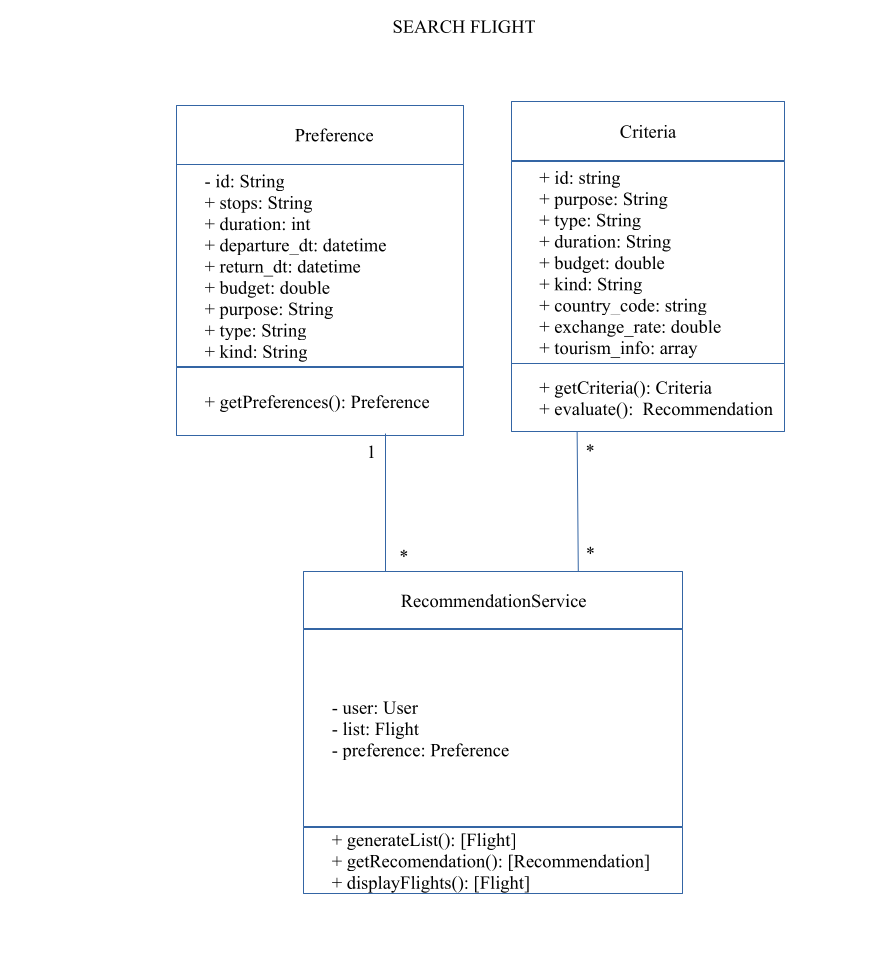 SEARCH FLIGHT
Preference
- id: String
+ stops: String
+ duration: int
+ departure_dt: datetime
+ return_dt: datetime
+ budget: double
+ purpose: String
+ type: String
+ kind: String
+ getPreferences(): Preference
Criteria
+ id: string
+ purpose: String
+ type: String
+ duration: String
+ budget: double
+ kind: String
+ country_code: string
+ exchange_rate: double
+ tourism_info: array
+ getCriteria(): Criteria
+ evaluate():  Recommendation
1
*
*
*
RecommendationService
- user: User
- list: Flight
- preference: Preference
+ generateList(): [Flight]
+ getRecomendation(): [Recommendation]
+ displayFlights(): [Flight]